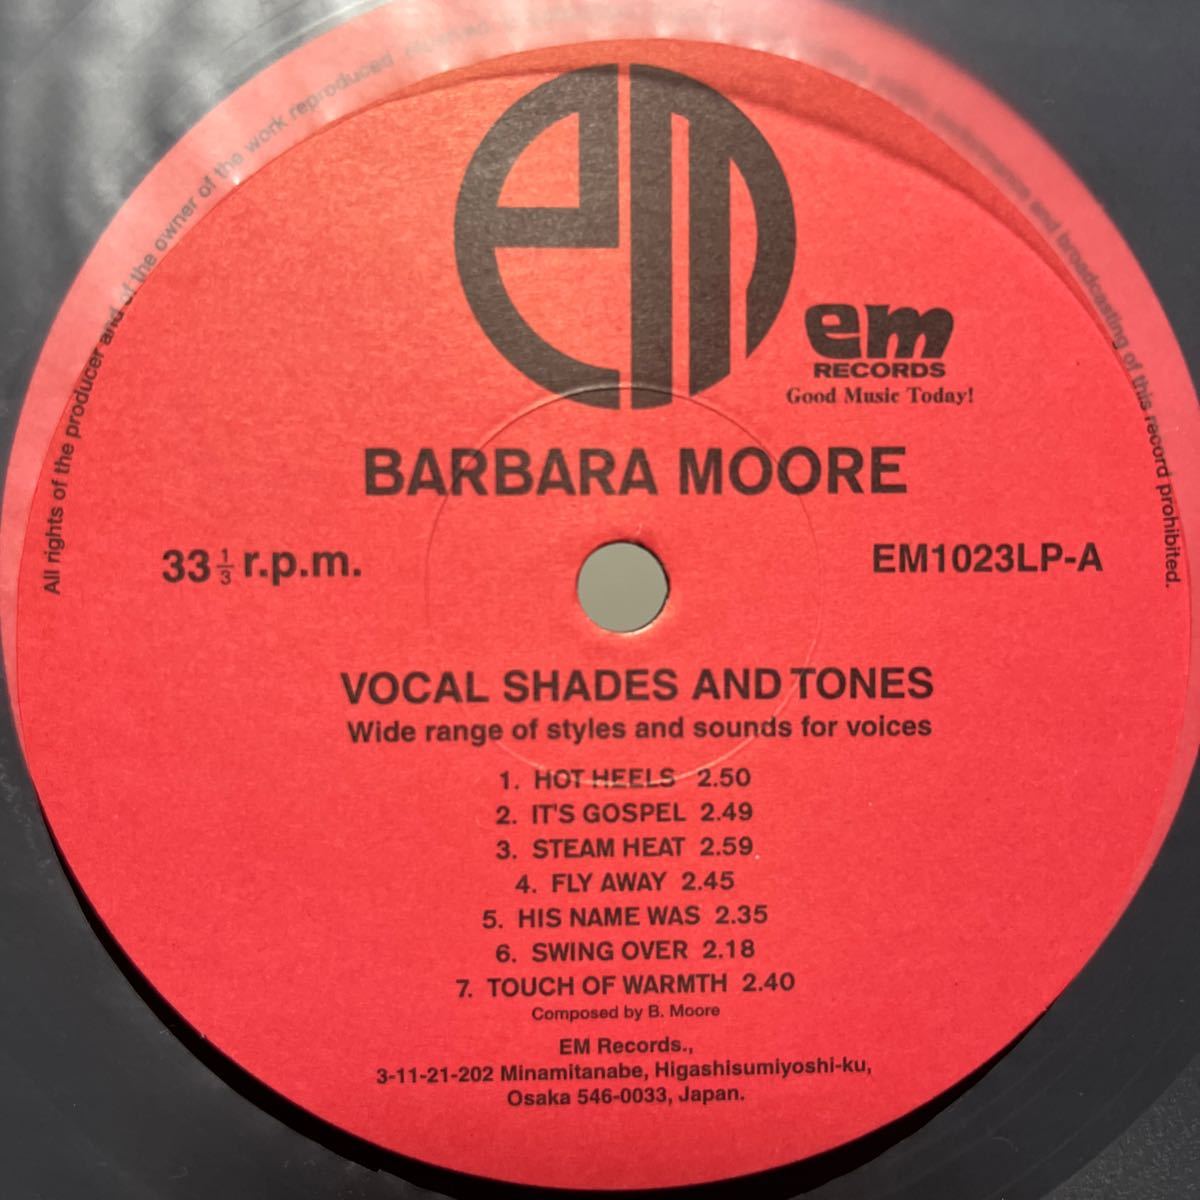 em
em
RECORDS
Good Music Today!
BARBARA MOORE
33 1/3 r.p.m.
EM1023LP-A
VOCAL SHADES AND TONES
Wide range of styles and sounds for voices
1. HOT HEELS 2.50
2. IT'S GOSPEL 2.49
3. STEAM HEAT 2.59
4. FLY AWAY 2.45
5. HIS NAME WAS 2.35
6. SWING OVER 2.18
7. TOUCH OF WARMTH 2.40
Composed by B. Moore
EM Records.,
3-11-21-202 Minamitanabe, Higashisumiyoshi-ku,
Osaka 546-0033, Japan.
All rights of the producer and of the owner of the work reproduced performance and broadcasting of this record prohibited.